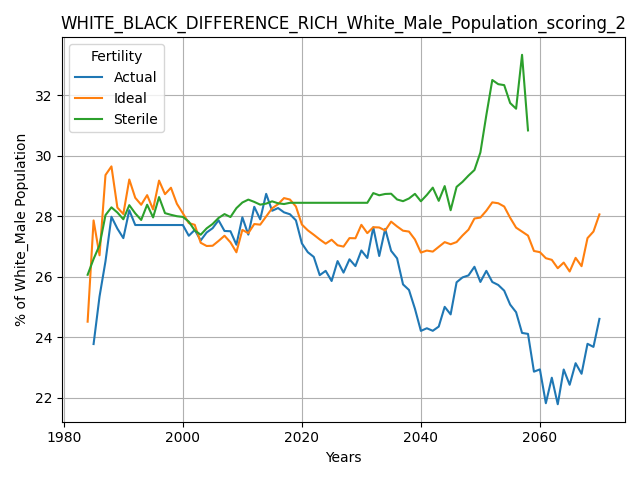 WHITE_BLACK_DIFFERENCE_RICH_White_Male_Population_scoring_2
Fertility
Actual
Ideal
Sterile
% of White_Male Population
32
30
28
26
24
22
1980
2000
2020
2040
2060
Years